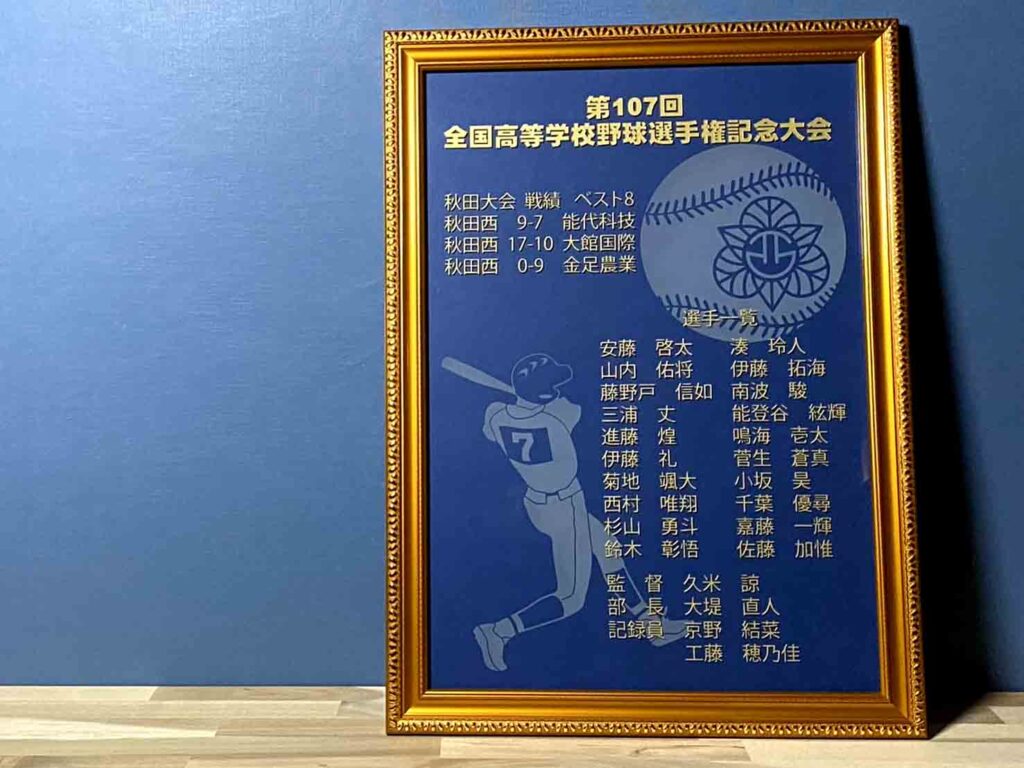 第107回
全国高等学校野球選手権記念大会
秋田大会 戦績 ベスト8
秋田西 9-7 能代科技
秋田西 17-10 大館国際
秋田西 0-9 金足農業
選手一覧
安藤 啓太 湊 玲人
山内 佑将 伊藤 拓海
藤野戸 信如 南波 駿
三浦 丈 能登谷 絃輝
進藤 煌 鳴海 壱太
伊藤 礼 菅生 蒼真
菊地 颯大 小坂 昊
西村 唯翔 千葉 優尋
杉山 勇斗 嘉藤 一輝
鈴木 彰悟 佐藤 加惟
監 督 久米 諒
部 長 大堤 直人
記録員 京野 結菜
工藤 穂乃佳
7